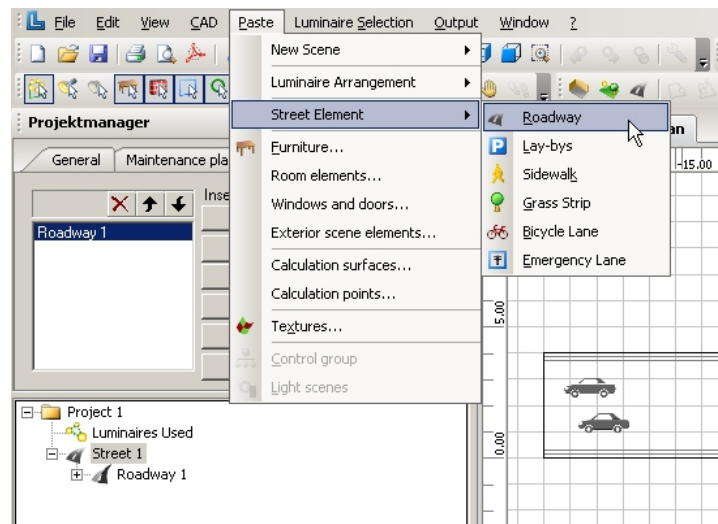 File Edit View CAD Paste Luminaire Selection Output Window ?
New Scene
Luminaire Arrangement
Street Element
Furniture...
Room elements...
Windows and doors...
Exterior scene elements...
Calculation surfaces...
Calculation points...
Textures...
Control group
Light scenes
Roadway
Lay-bys
Sidewalk
Grass Strip
Bicycle Lane
Emergency Lane
Projektmanager
General Maintenance pla
Inse
Roadway 1
Project 1
Luminaires Used
Street 1
Roadway 1
an
-15.00
5.00
0.00